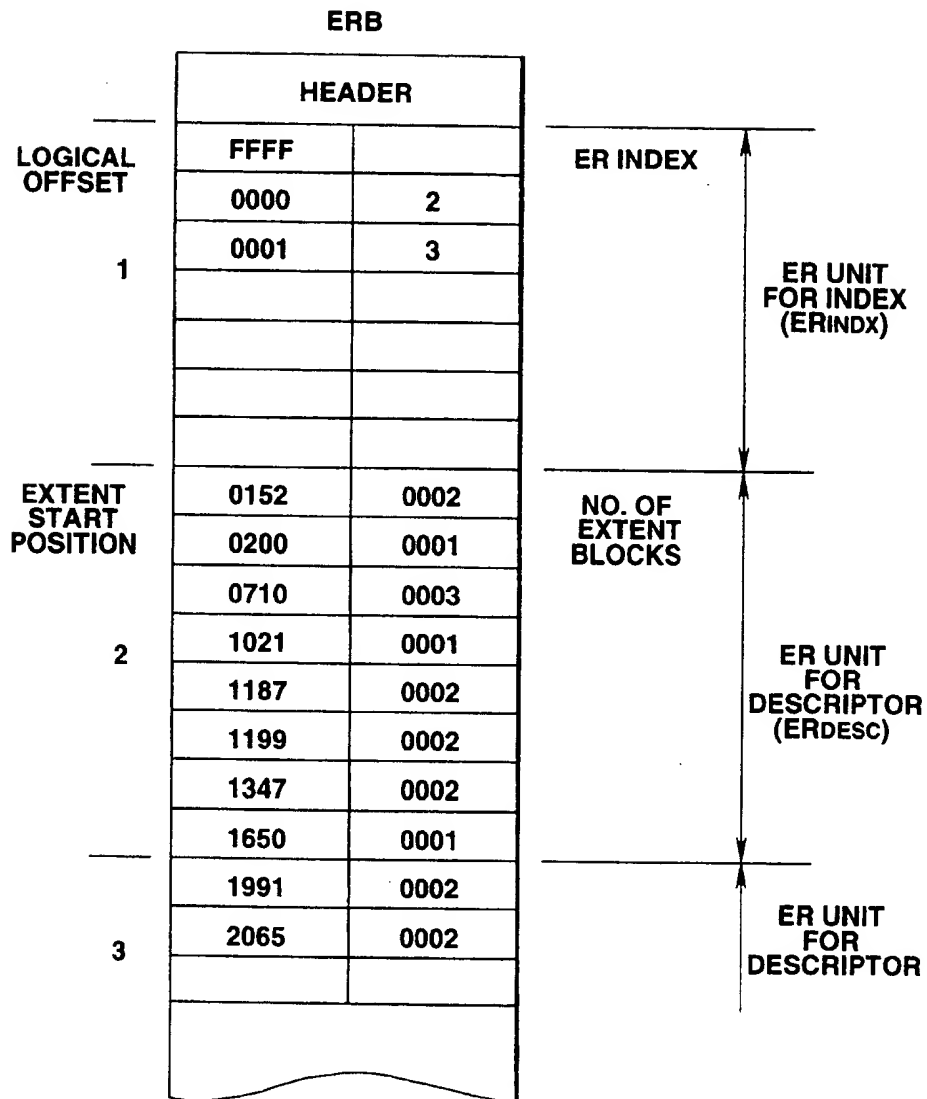 ERB
HEADER
LOGICAL
OFFSET
1
FFFF
0000 2
0001 3
ER INDEX
ER UNIT
FOR INDEX
(ERINDX)
EXTENT
START
POSITION
2
0152 0002
0200 0001
0710 0003
1021 0001
1187 0002
1199 0002
1347 0002
1650 0001
NO. OF
EXTENT
BLOCKS
ER UNIT
FOR
DESCRIPTOR
(ERDESC)
3
1991 0002
2065 0002
ER UNIT
FOR
DESCRIPTOR